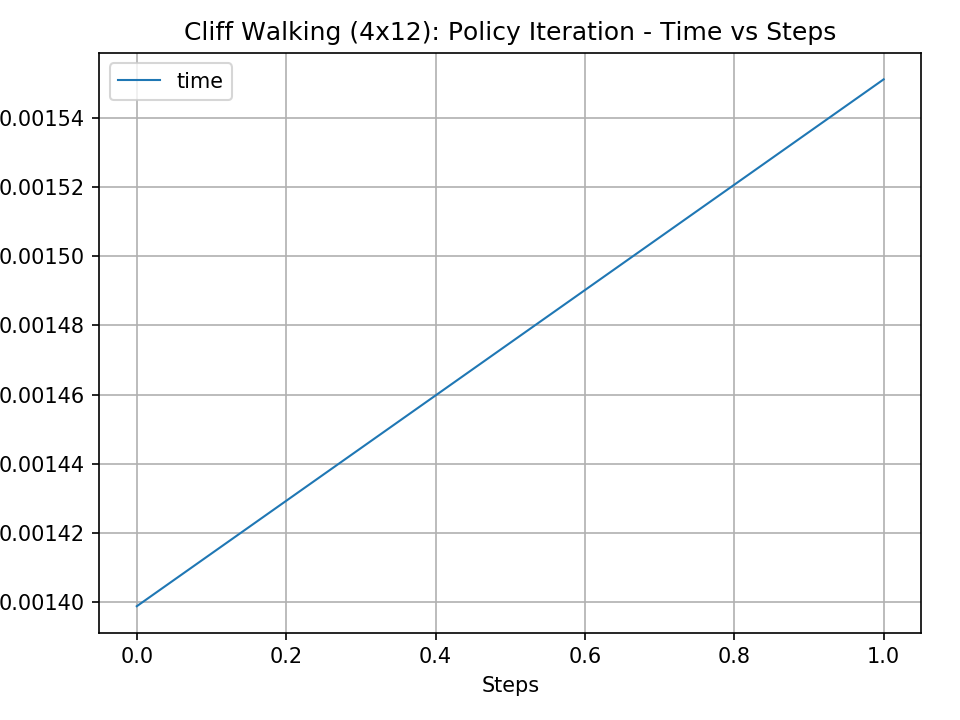 Cliff Walking (4x12): Policy Iteration - Time vs Steps
time
0.00154
0.00152
0.00150
0.00148
0.00146
0.00144
0.00142
0.00140
0.0 0.2 0.4 0.6 0.8 1.0
Steps